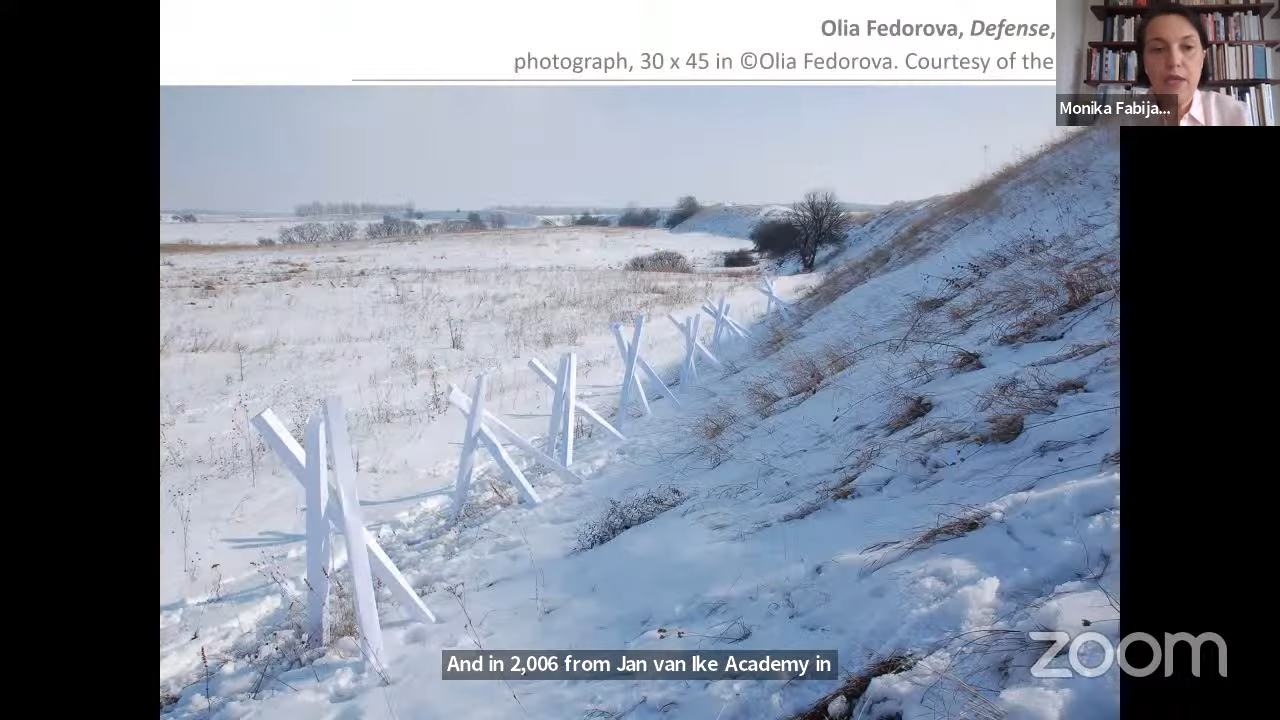 Olia Fedorova, Defense,
photograph, 30 x 45 in ©Olia Fedorova. Courtesy of the
Monika Fabija...
And in 2,006 from Jan van Ike Academy in
zoom